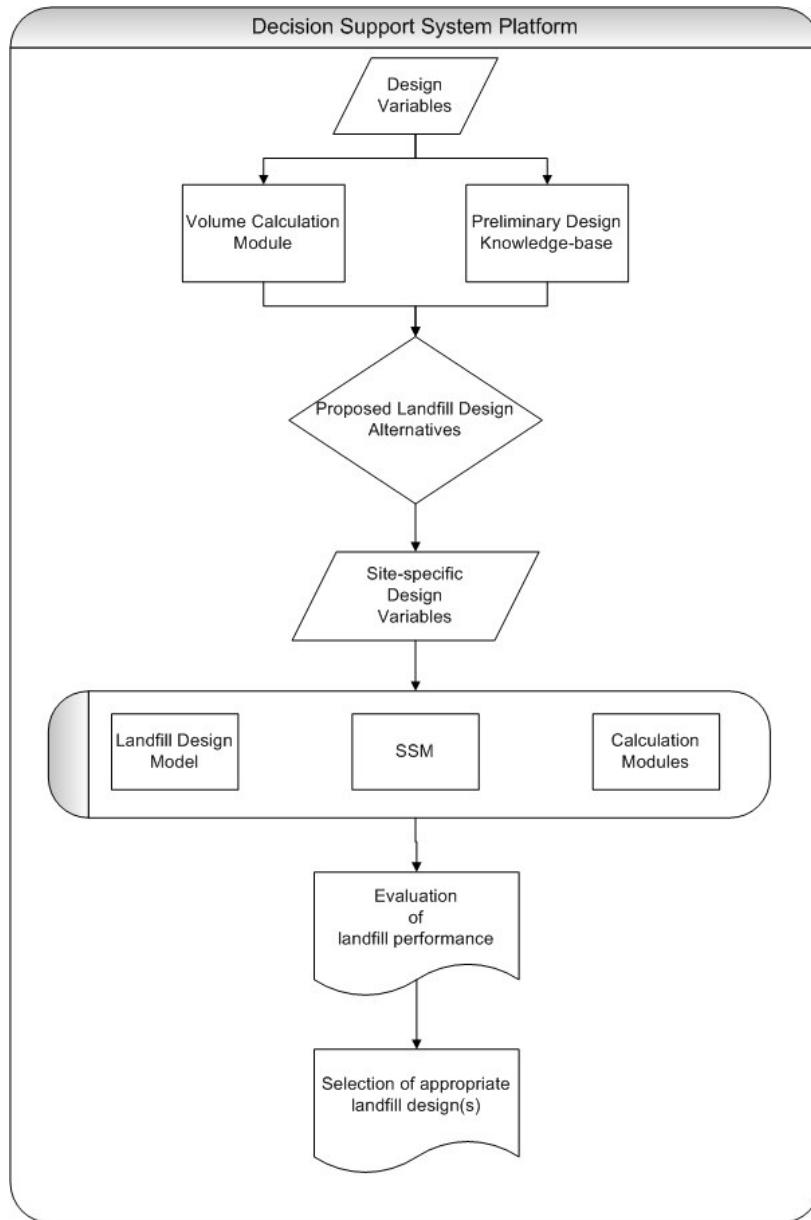 Decision Support System Platform
Design
Variables
Volume Calculation
Module
Preliminary Design
Knowledge-base
Proposed Landfill Design
Alternatives
Site-specific
Design
Variables
Landfill Design
Model
SSM
Calculation
Modules
Evaluation
of
landfill performance
Selection of appropriate
landfill design(s)